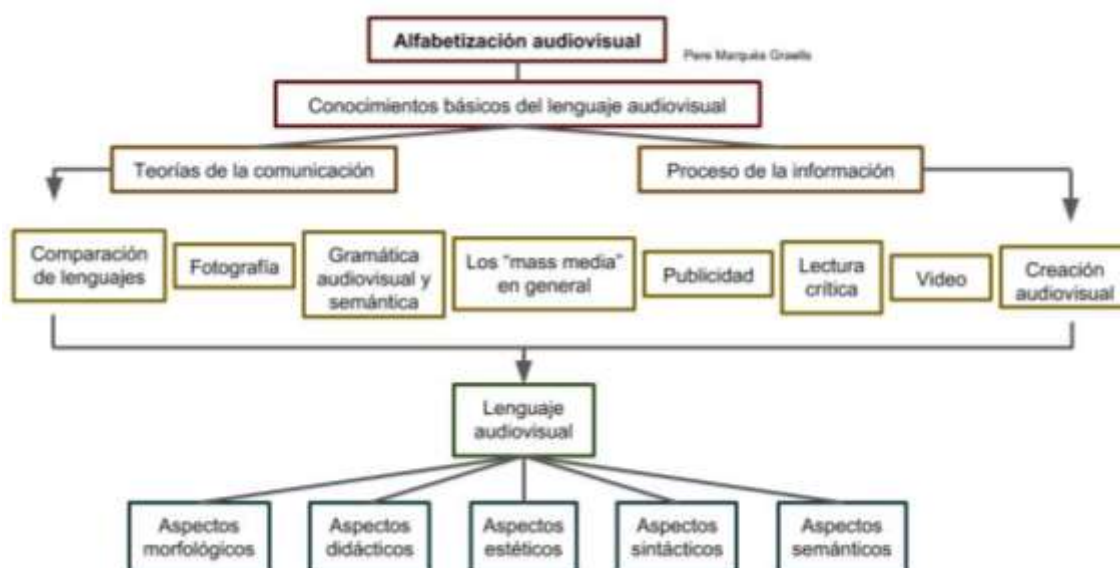 Alfabetización audiovisual
Pere Marquès Graells
Conocimientos básicos del lenguaje audiovisual
Teorías de la comunicación
Proceso de la información
Comparación
de lenguajes
Fotografía
Gramática
audiovisual y
semántica
Los "mass media"
en general
Publicidad
Lectura
crítica
Video
Creación
audiovisual
Lenguaje
audiovisual
Aspectos
morfológicos
Aspectos
didácticos
Aspectos
estéticos
Aspectos
sintácticos
Aspectos
semánticos